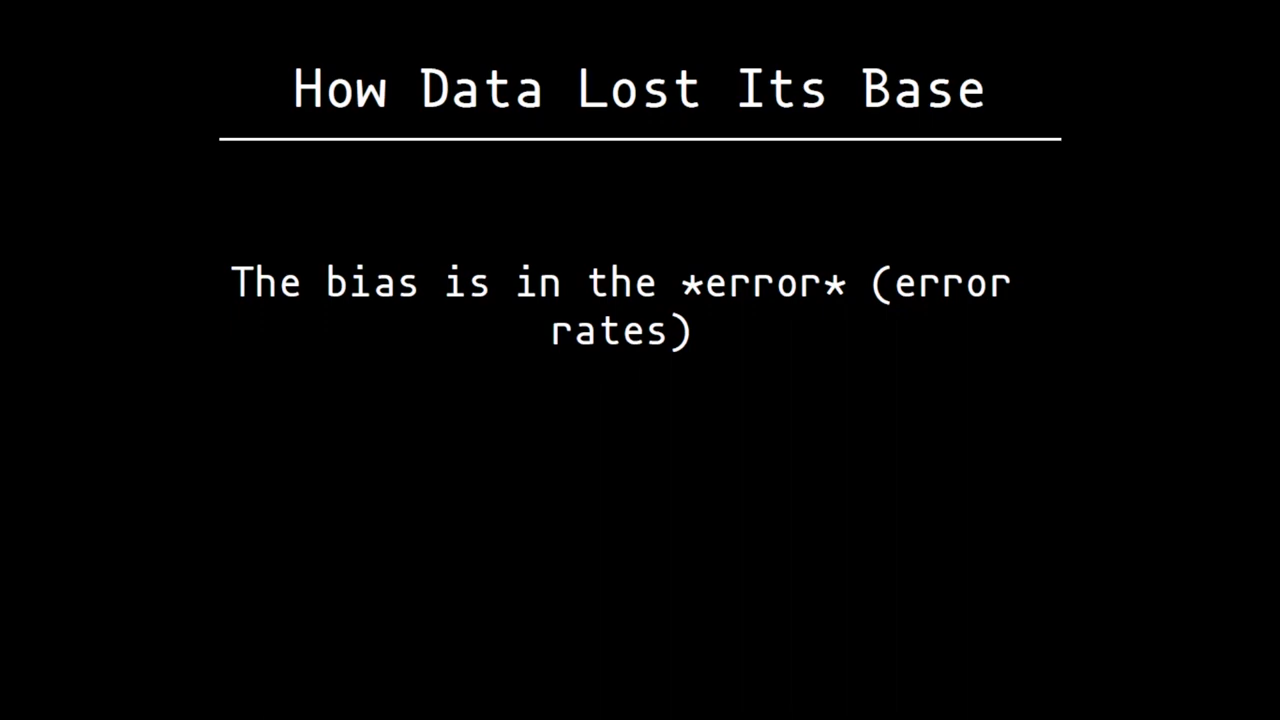 How Data Lost Its Base
The bias is in the *error* (error
rates)